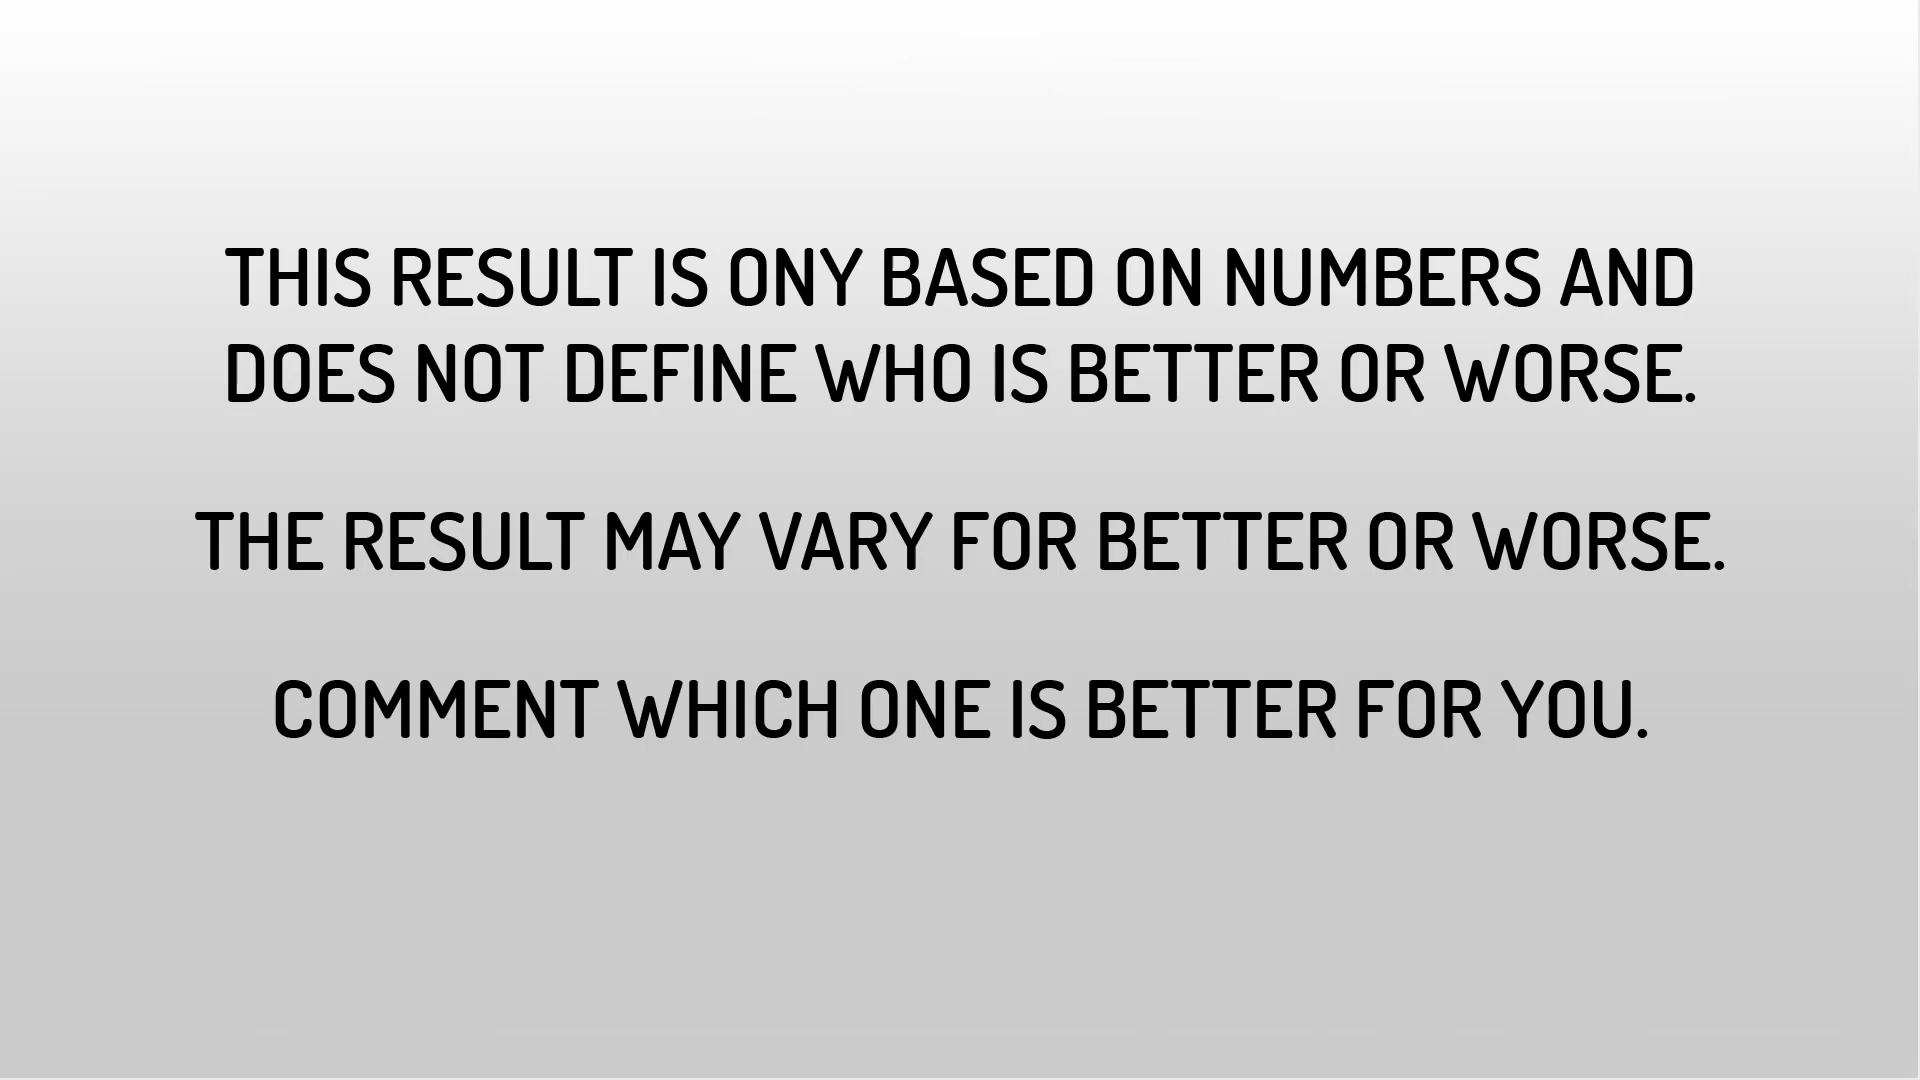 THIS RESULT IS ONY BASED ON NUMBERS AND
DOES NOT DEFINE WHO IS BETTER OR WORSE.
THE RESULT MAY VARY FOR BETTER OR WORSE.
COMMENT WHICH ONE IS BETTER FOR YOU.